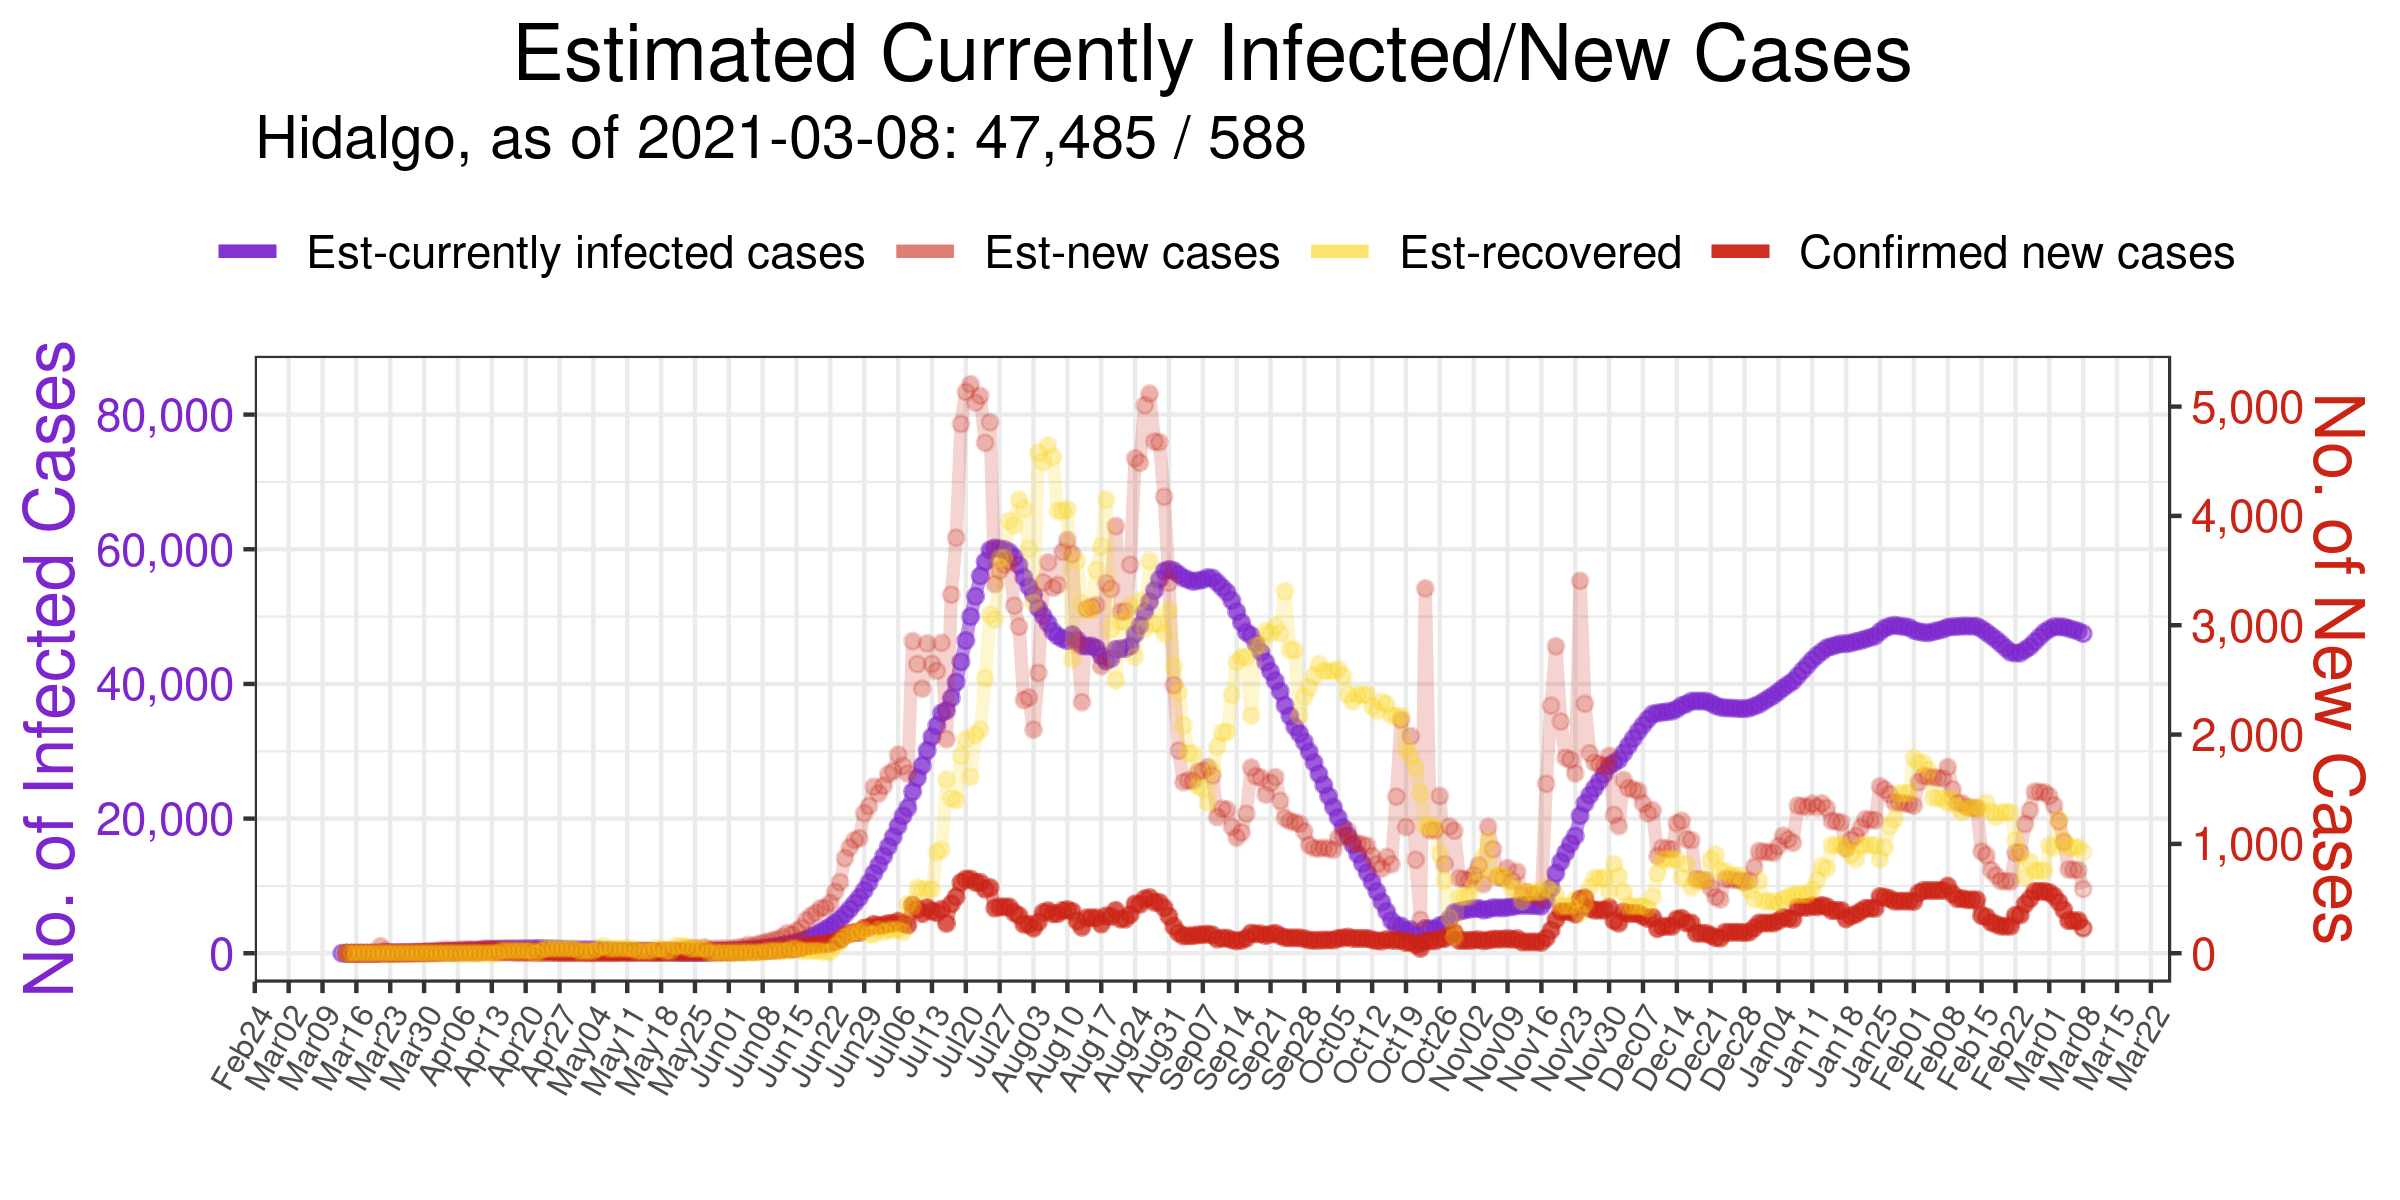 Estimated Currently Infected/New Cases
Hidalgo, as of 2021-03-08: 47,485 / 588
Est-currently infected cases Est-new cases Est-recovered Confirmed new cases
No. of Infected Cases
80,000
60,000
40,000
20,000
0
5,000
4,000
3,000
2,000
1,000
0
No. of New Cases
Feb24 Mar02 Mar09 Mar16 Mar23 Mar30 Apr06 Apr13 Apr20 Apr27 May04 May11 May18 May25 Jun01 Jun08 Jun15 Jun22 Jun29 Jul06 Jul13 Jul20 Jul27 Aug03 Aug10 Aug17 Aug24 Aug31 Sep07 Sep14 Sep21 Sep28 Oct05 Oct12 Oct19 Oct26 Nov02 Nov09 Nov16 Nov23 Nov30 Dec07 Dec14 Dec21 Dec28 Jan04 Jan11 Jan18 Jan25 Feb01 Feb08 Feb15 Feb22 Mar01 Mar08 Mar15 Mar22